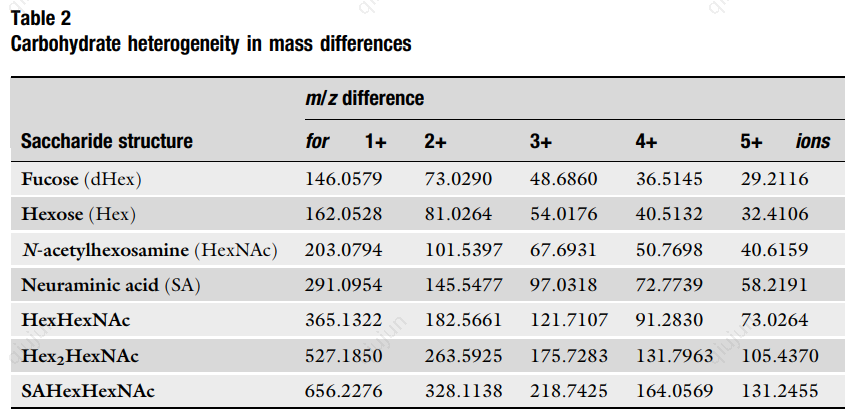 Table 2
Carbohydrate heterogeneity in mass differences
m/z difference
Saccharide structure for 1+ 2+ 3+ 4+ 5+ ions
Fucose (dHex) 146.0579 73.0290 48.6860 36.5145 29.2116
Hexose (Hex) 162.0528 81.0264 54.0176 40.5132 32.4106
N-acetylhexosamine (HexNAc) 203.0794 101.5397 67.6931 50.7698 40.6159
Neuraminic acid (SA) 291.0954 145.5477 97.0318 72.7739 58.2191
HexHexNAc 365.1322 182.5661 121.7107 91.2830 73.0264
Hex₂HexNAc 527.1850 263.5925 175.7283 131.7963 105.4370
SAHexHexNAc 656.2276 328.1138 218.7425 164.0569 131.2455
qiujun
qiujun
qiujun